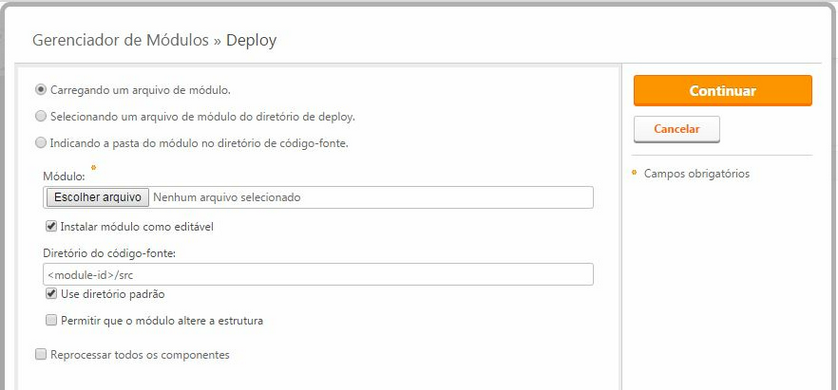 Gerenciador de Módulos » Deploy
Carregando um arquivo de módulo.
Selecionando um arquivo de módulo do diretório de deploy.
Indicando a pasta do módulo no diretório de código-fonte.
Módulo: *
Escolher arquivo Nenhum arquivo selecionado
Instalar módulo como editável
Diretório do código-fonte:
<module-id>/src
Use diretório padrão
Permitir que o módulo altere a estrutura
Reprocessar todos os componentes
Continuar
Cancelar
* Campos obrigatórios